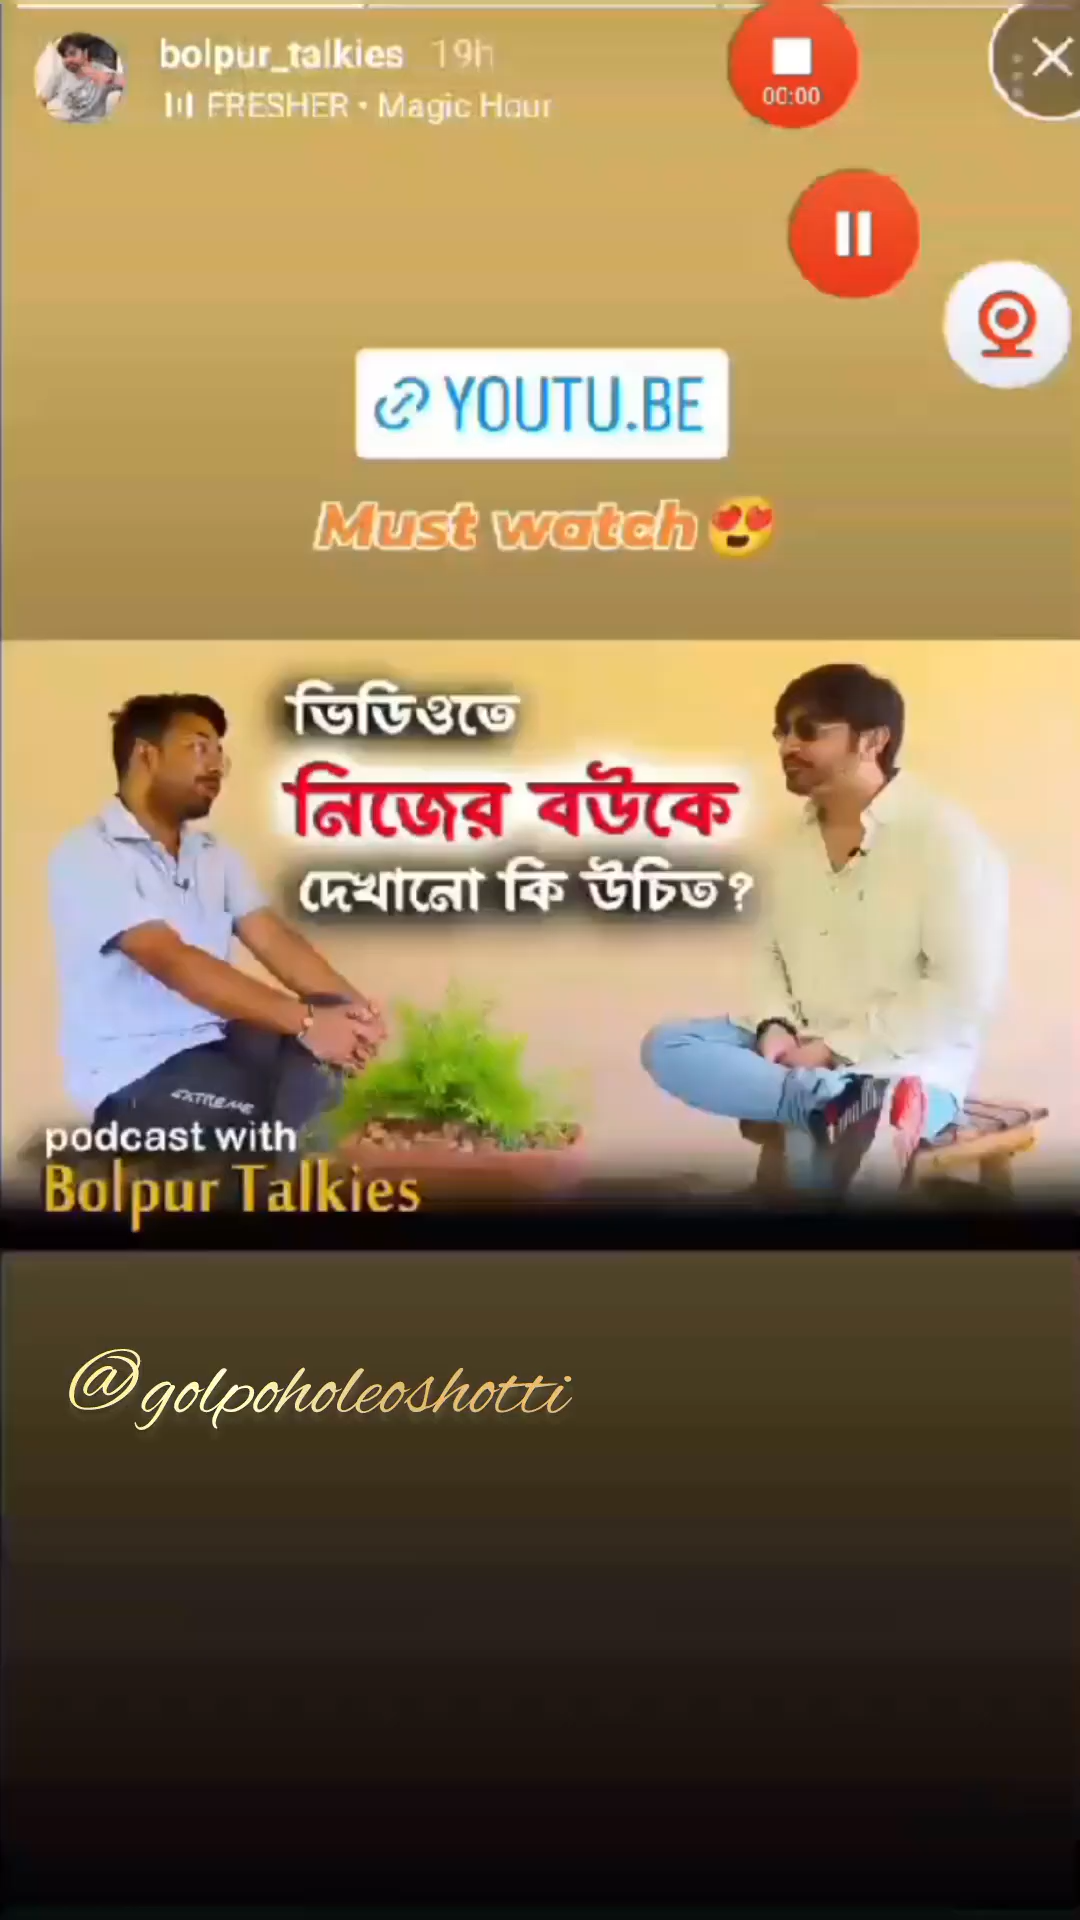 bolpur_talkies 19h
FRESHER • Magic Hour
00:00
YOUTU.BE
Must watch
ভিডিওতে
নিজের বউকে
দেখানো কি উচিত?
EXTREME
podcast with
Bolpur Talkies
@golpoholeoshotti